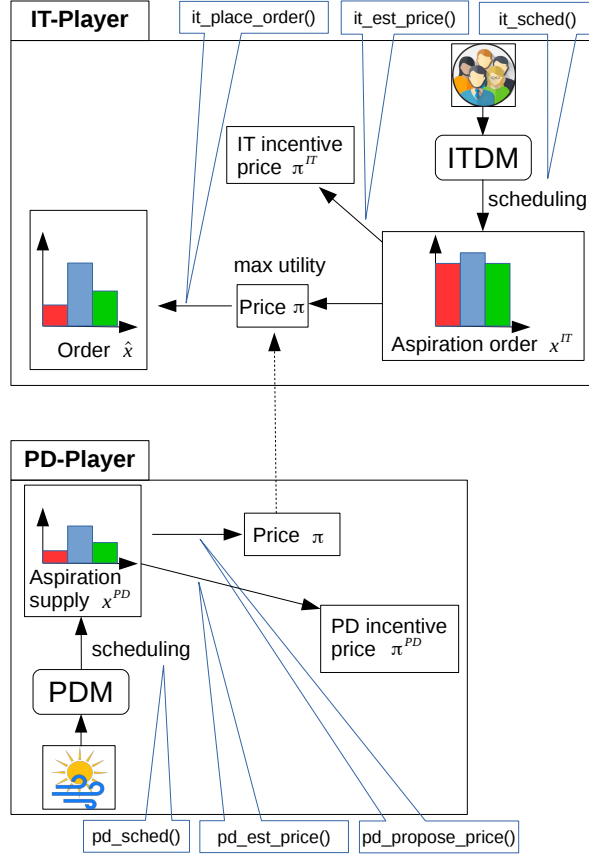 IT-Player
it_place_order()
it_est_price()
it_sched()
IT incentive
price π^IT
ITDM
scheduling
max utility
Price π
Order x̂
Aspiration order x^IT
PD-Player
Aspiration
supply x^PD
Price π
PD incentive
price π^PD
scheduling
PDM
pd_sched()
pd_est_price()
pd_propose_price()